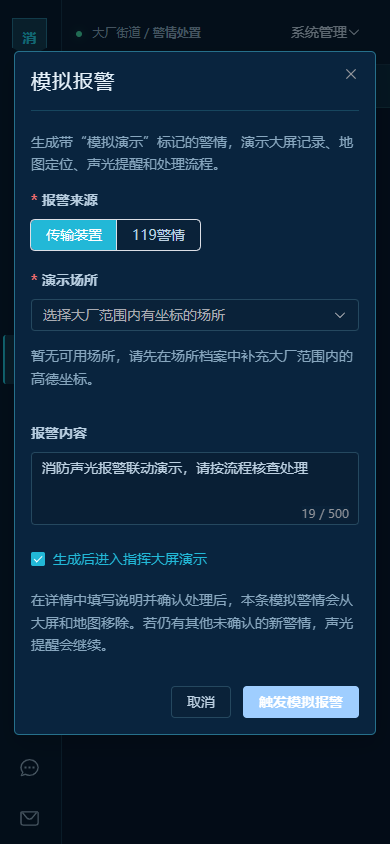 消
大厂街道 / 警情处置
系统管理
模拟报警
生成带“模拟演示”标记的警情，演示大屏记录、地
图定位、声光提醒和处理流程。
* 报警来源
传输装置
119警情
* 演示场所
选择大厂范围内有坐标的场所
暂无可用场所，请先在场所档案中补充大厂范围内的
高德坐标。
报警内容
消防声光报警联动演示，请按流程核查处理
19 / 500
生成后进入指挥大屏演示
在详情中填写说明并确认处理后，本条模拟警情会从
大屏和地图移除。若仍有其他未确认的新警情，声光
提醒会继续。
取消
触发模拟报警